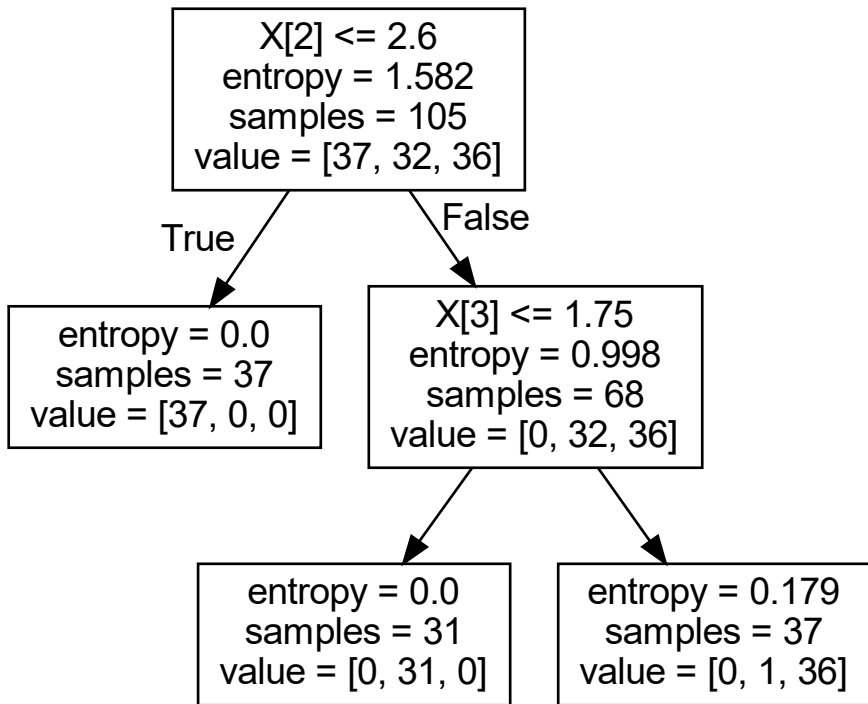 X[2] <= 2.6
entropy = 1.582
samples = 105
value = [37, 32, 36]
True
False
entropy = 0.0
samples = 37
value = [37, 0, 0]
X[3] <= 1.75
entropy = 0.998
samples = 68
value = [0, 32, 36]
entropy = 0.0
samples = 31
value = [0, 31, 0]
entropy = 0.179
samples = 37
value = [0, 1, 36]